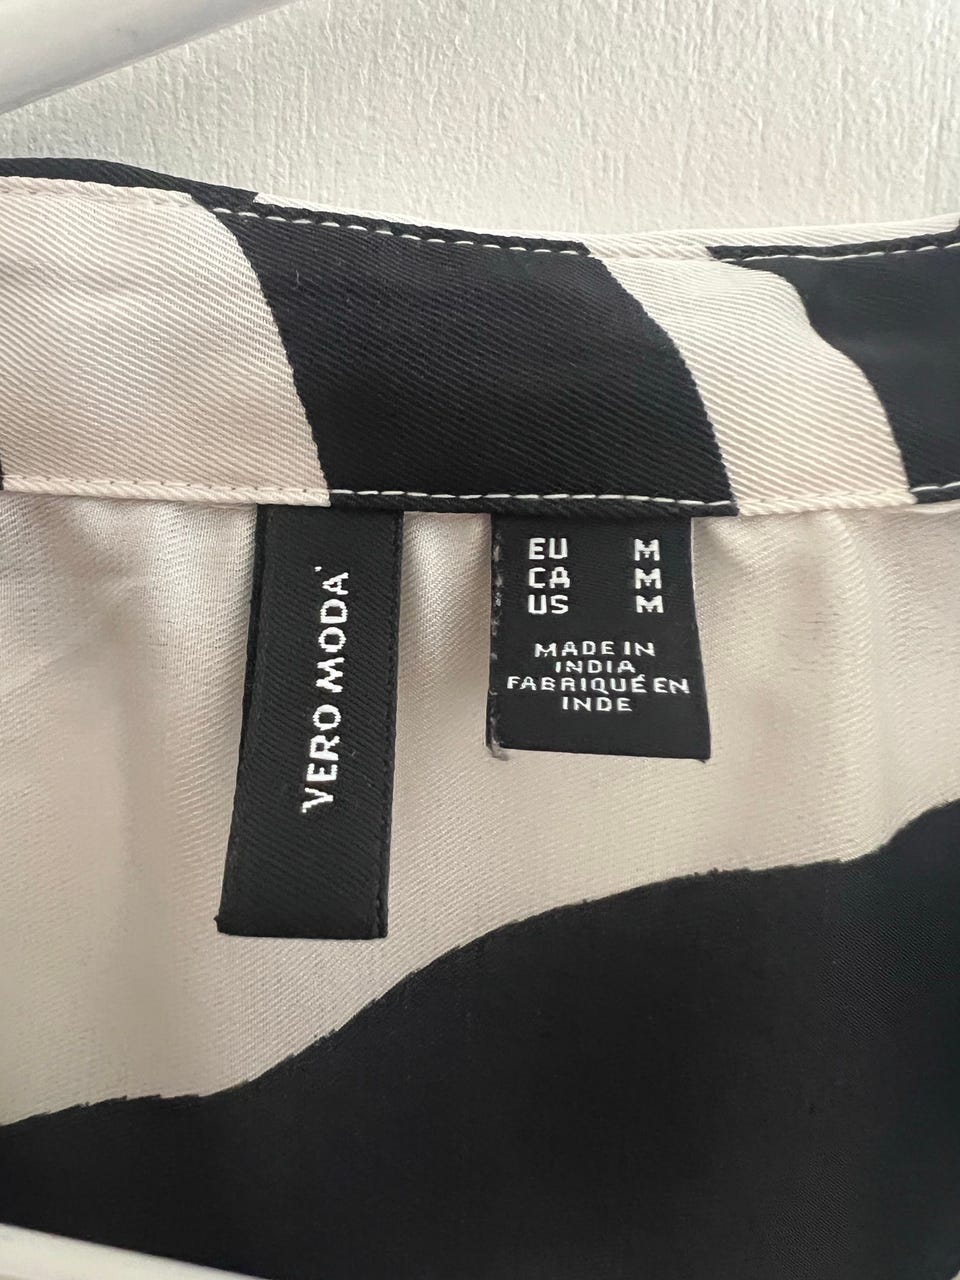 VERO MODA
EU M
CA M
US M
MADE IN
INDIA
FABRIQUÉ EN
INDE